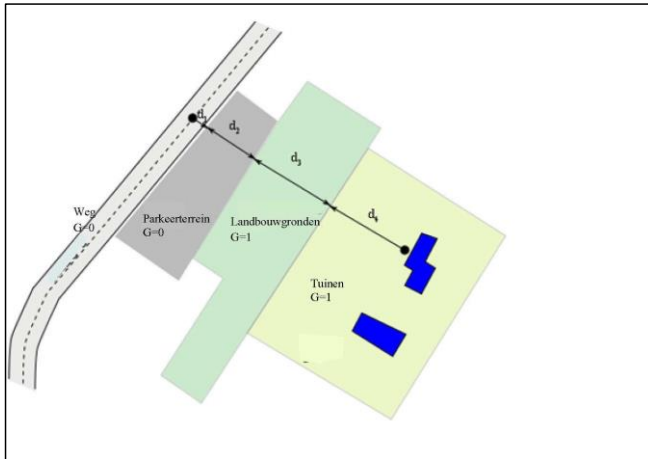 d₁
d₂
d₃
d₄
Weg
G=0
Parkeerterrein
G=0
Landbouwgronden
G=1
Tuinen
G=1